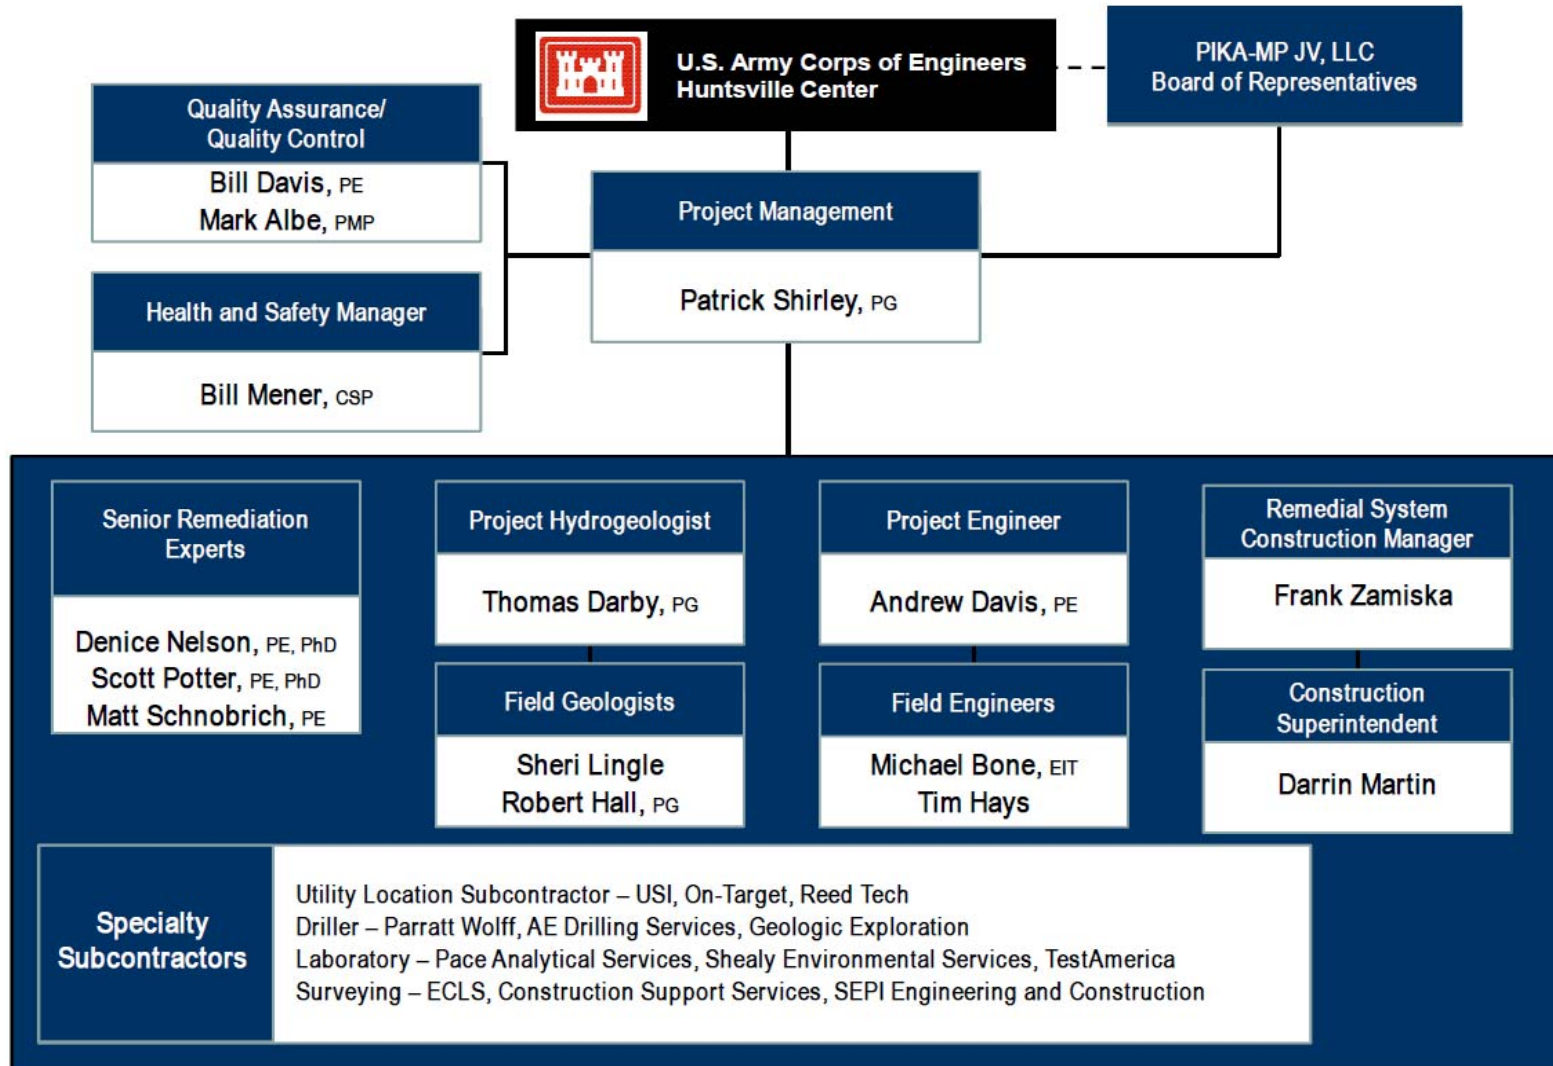 U.S. Army Corps of Engineers
Huntsville Center
PIKA-MP JV, LLC
Board of Representatives
Quality Assurance/
Quality Control
Bill Davis, PE
Mark Albe, PMP
Project Management
Patrick Shirley, PG
Health and Safety Manager
Bill Mener, CSP
Senior Remediation
Experts
Denice Nelson, PE, PhD
Scott Potter, PE, PhD
Matt Schnobrich, PE
Project Hydrogeologist
Thomas Darby, PG
Field Geologists
Sheri Lingle
Robert Hall, PG
Project Engineer
Andrew Davis, PE
Field Engineers
Michael Bone, EIT
Tim Hays
Remedial System
Construction Manager
Frank Zamiska
Construction
Superintendent
Darrin Martin
Specialty
Subcontractors
Utility Location Subcontractor – USI, On-Target, Reed Tech
Driller – Parratt Wolff, AE Drilling Services, Geologic Exploration
Laboratory – Pace Analytical Services, Shealy Environmental Services, TestAmerica
Surveying – ECLS, Construction Support Services, SEPI Engineering and Construction